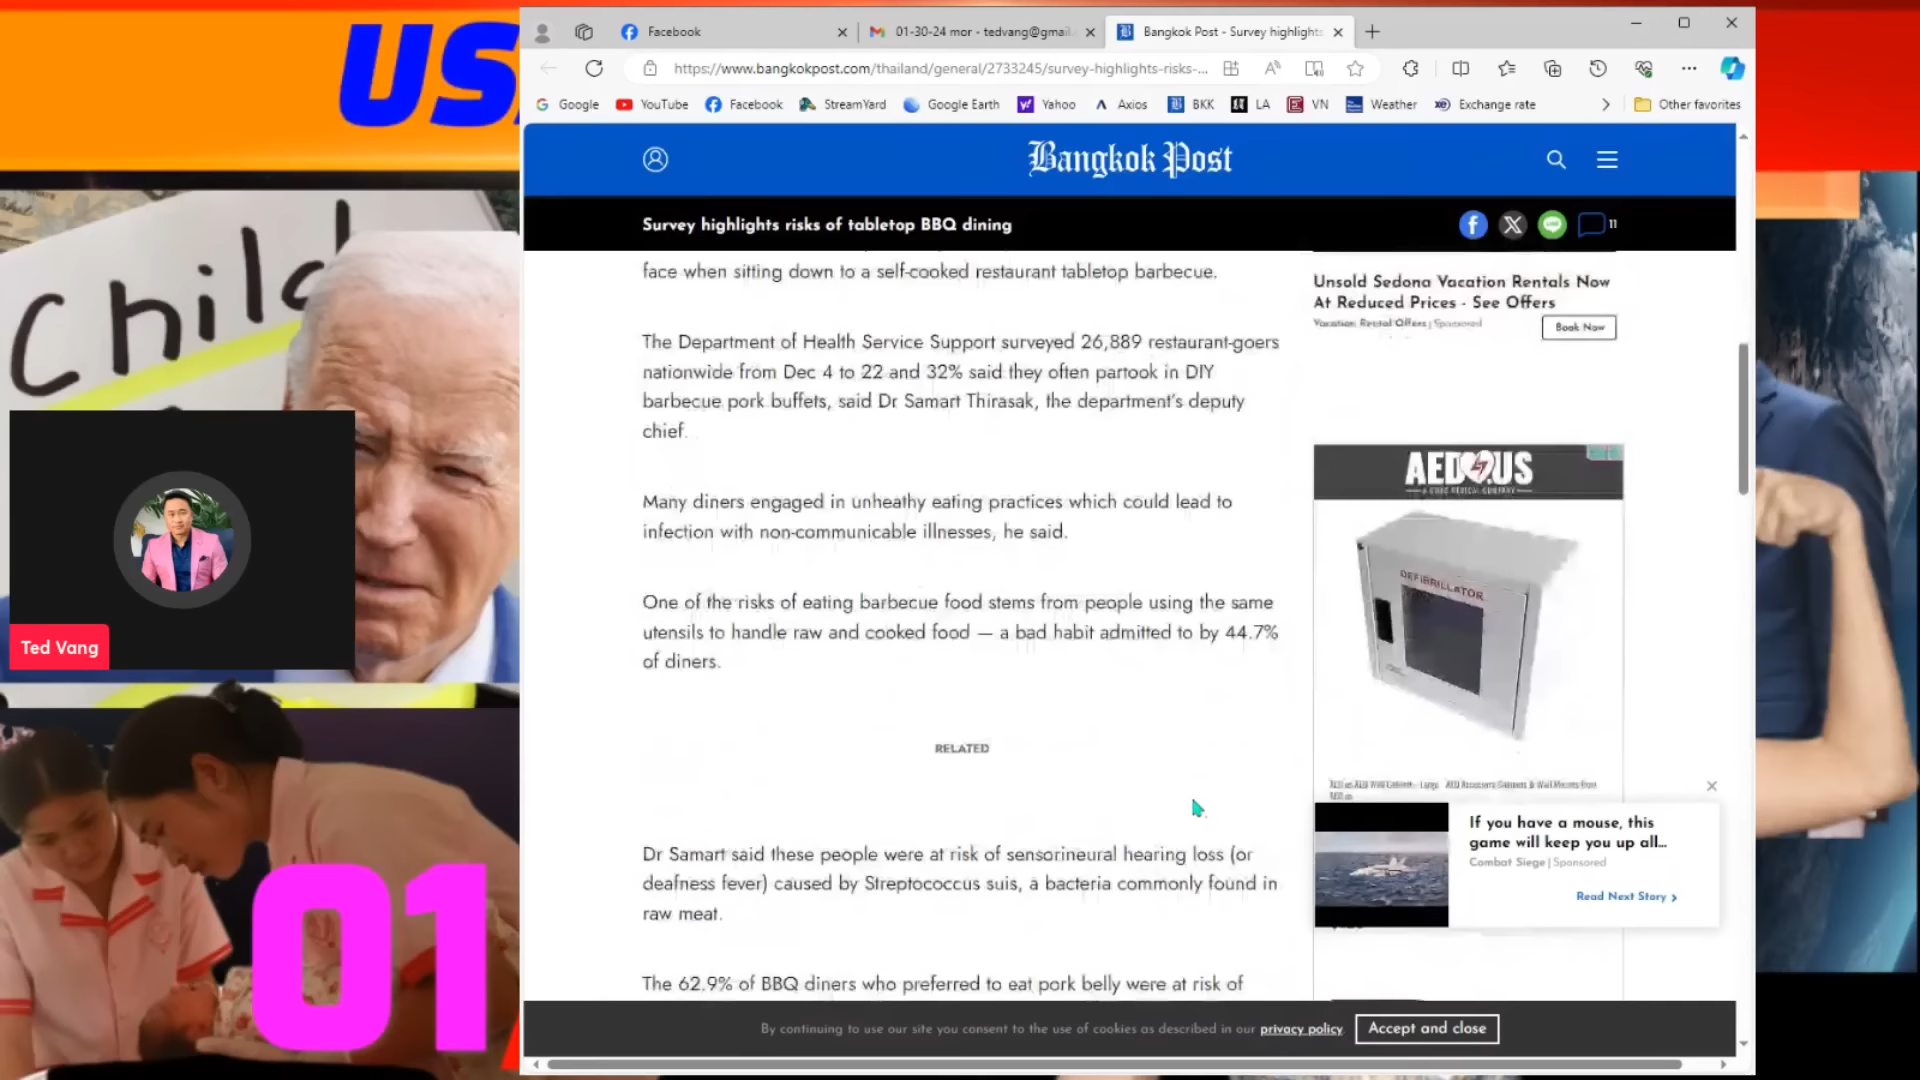 US
Facebook
01-30-24 mor - tedvang@gmail.
Bangkok Post - Survey highlights
https://www.bangkokpost.com/thailand/general/2733245/survey-highlights-risks-...
Google
YouTube
Facebook
StreamYard
Google Earth
Yahoo
Axios
BKK
LA
VN
Weather
Exchange rate
Other favorites
Bangkok Post
Survey highlights risks of tabletop BBQ dining
11
face when sitting down to a self-cooked restaurant tabletop barbecue.
The Department of Health Service Support surveyed 26,889 restaurant-goers
nationwide from Dec 4 to 22 and 32% said they often partook in DIY
barbecue pork buffets, said Dr Samart Thirasak, the department's deputy
chief.
Many diners engaged in unheathy eating practices which could lead to
infection with non-communicable illnesses, he said.
One of the risks of eating barbecue food stems from people using the same
utensils to handle raw and cooked food — a bad habit admitted to by 44.7%
of diners.
RELATED
Dr Samart said these people were at risk of sensorineural hearing loss (or
deafness fever) caused by Streptococcus suis, a bacteria commonly found in
raw meat.
The 62.9% of BBQ diners who preferred to eat pork belly were at risk of
Unsold Sedona Vacation Rentals Now
At Reduced Prices - See Offers
Vacation Rental Offers | Sponsored
Book Now
AED US
DEFIBRILLATOR
If you have a mouse, this
game will keep you up all...
Combat Siege | Sponsored
Read Next Story
By continuing to use our site you consent to the use of cookies as described in our privacy policy
Accept and close
Child
Ted Vang
01